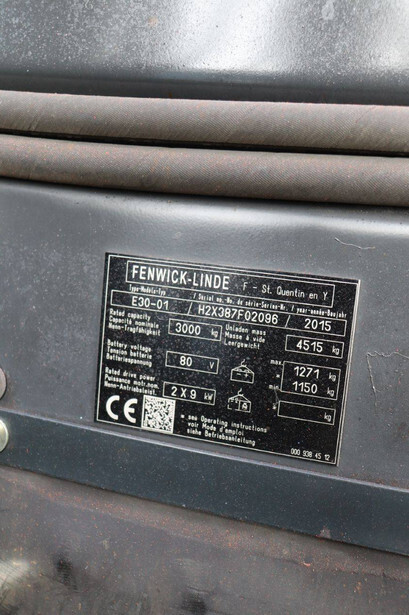 FENWICK-LINDE F - St. Quentin en Y
Type-Modele-Typ / Serial no.-No. de série-Serien-Nr. / year-année-Baujahr
E30-01 / H2X387F02096 / 2015
Rated capacity
Capacité nominale
Nenn-Tragfähigkeit
3000 kg
Unladen mass
Masse à vide
Leergewicht
4515 kg
Battery voltage
Tension batterie
Batteriespannung
80 V
max 1271 kg
min 1150 kg
Rated drive power
Puissance motr.nom.
Nenn-Antriebsleist.
2 X 9 kW
* kg
CE
* see Operating instructions
voir Mode d'emploi
siehe Betriebsanleitung
000 938 45 12